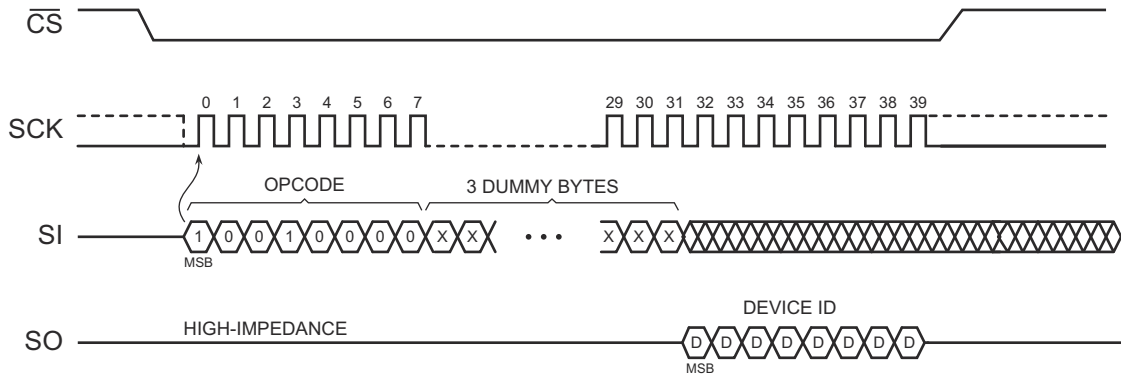 CS
SCK
0 1 2 3 4 5 6 7 29 30 31 32 33 34 35 36 37 38 39
OPCODE 3 DUMMY BYTES
SI 1 0 0 1 0 0 0 0 X X X X X
MSB
DEVICE ID
HIGH-IMPEDANCE
SO D D D D D D D D
MSB